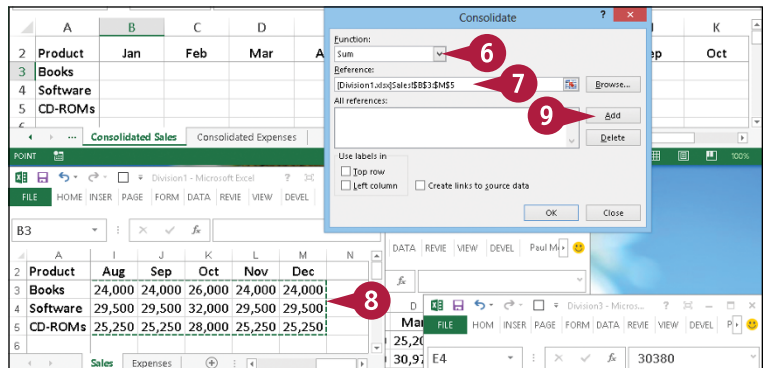 A B C D
2 Product Jan Feb Mar A
3 Books
4 Software
5 CD-ROMs
... Consolidated Sales Consolidated Expenses
POINT
Consolidate ? ×
Function:
Sum
6
Reference:
[Division1.xlsx]Sales!$B$3:$M$5
7
Browse...
All references:
9
Add
Delete
Use labels in
Top row
Left column
Create links to source data
OK Close
K
ep Oct
100%
Division1 - Microsoft Excel ?
FILE HOME INSER PAGE FORM DATA REVIE VIEW DEVEL
B3 fx
A I J K L M N
2 Product Aug Sep Oct Nov Dec
3 Books 24,000 24,000 26,000 24,000 24,000
4 Software 29,500 29,500 32,000 29,500 29,500
5 CD-ROMs 25,250 25,250 28,000 25,250 25,250
6
8
Sales Expenses
DATA REVIE VIEW DEVEL Paul M
fx
D
Mar
25,20
30,97
Division3 - Micros... ?
FILE HOM INSER PAGE FORM DATA REVIE VIEW DEVEL P
E4 fx 30380